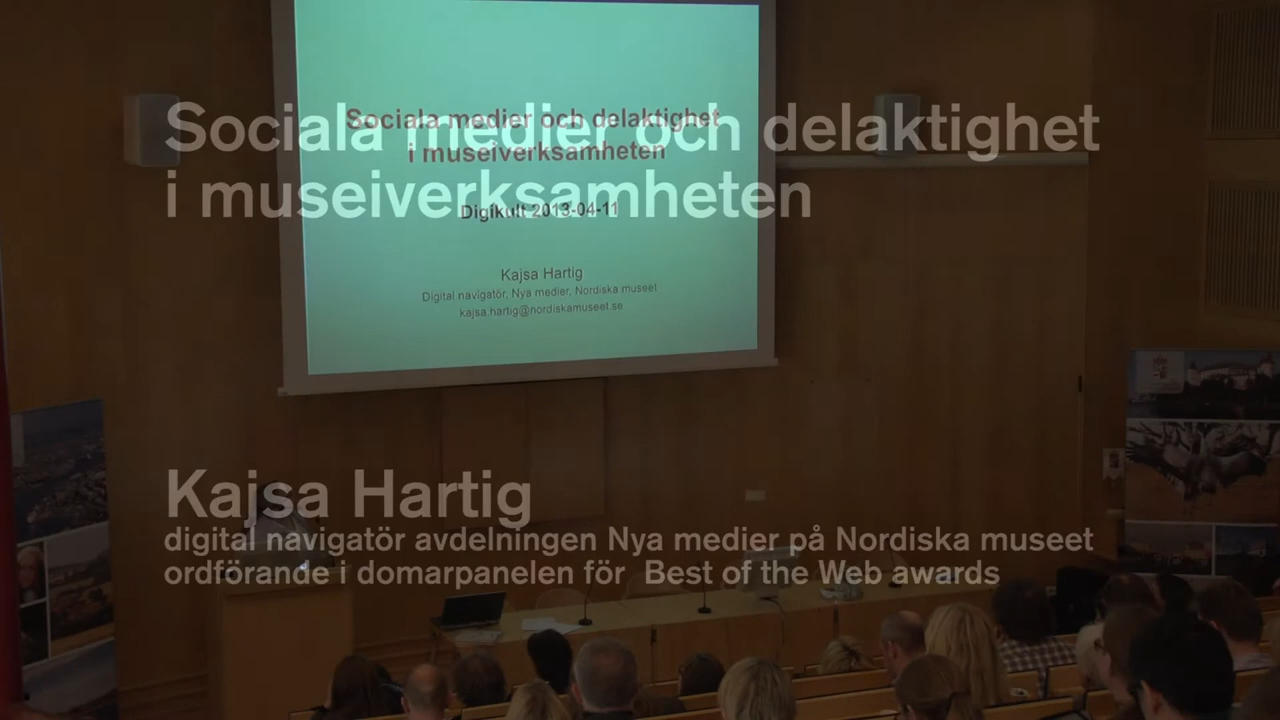 Sociala medier och delaktighet
i museiverksamheten
Sociala medier och delaktighet
i museiverksamheten
Digikult 2013-04-11
Kajsa Hartig
Digital navigatör, Nya medier, Nordiska museet
kajsa.hartig@nordiskamuseet.se
Kajsa Hartig
digital navigatör avdelningen Nya medier på Nordiska museet
ordförande i domarpanelen för Best of the Web awards